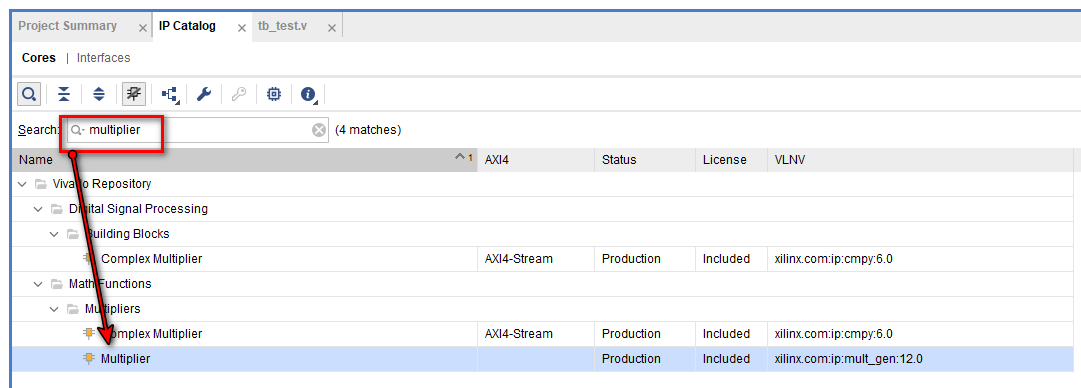 Project Summary IP Catalog tb_test.v
Cores | Interfaces
Search: multiplier (4 matches)
Name 1 AXI4 Status License VLNV
Vivado Repository
Digital Signal Processing
Building Blocks
Complex Multiplier AXI4-Stream Production Included xilinx.com:ip:cmpy:6.0
Math Functions
Multipliers
Complex Multiplier AXI4-Stream Production Included xilinx.com:ip:cmpy:6.0
Multiplier Production Included xilinx.com:ip:mult_gen:12.0